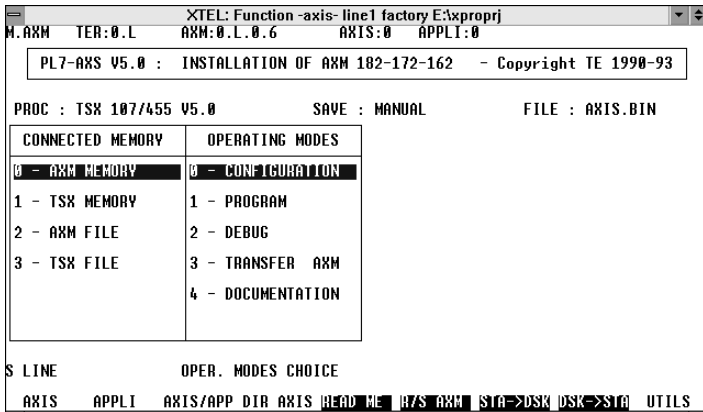 XTEL: Function -axis- line1 factory E:\xproprj
M.AXM TER:0.L AXM:0.L.0.6 AXIS:0 APPLI:0
PL7-AXS V5.0 : INSTALLATION OF AXM 182-172-162 - Copyright TE 1990-93
PROC : TSX 107/455 V5.0 SAVE : MANUAL FILE : AXIS.BIN
CONNECTED MEMORY OPERATING MODES
0 - AXM MEMORY 0 - CONFIGURATION
1 - TSX MEMORY 1 - PROGRAM
2 - AXM FILE 2 - DEBUG
3 - TSX FILE 3 - TRANSFER AXM
4 - DOCUMENTATION
S LINE OPER. MODES CHOICE
AXIS APPLI AXIS/APP DIR AXIS READ ME R/S AXM STA->DSK DSK->STA UTILS